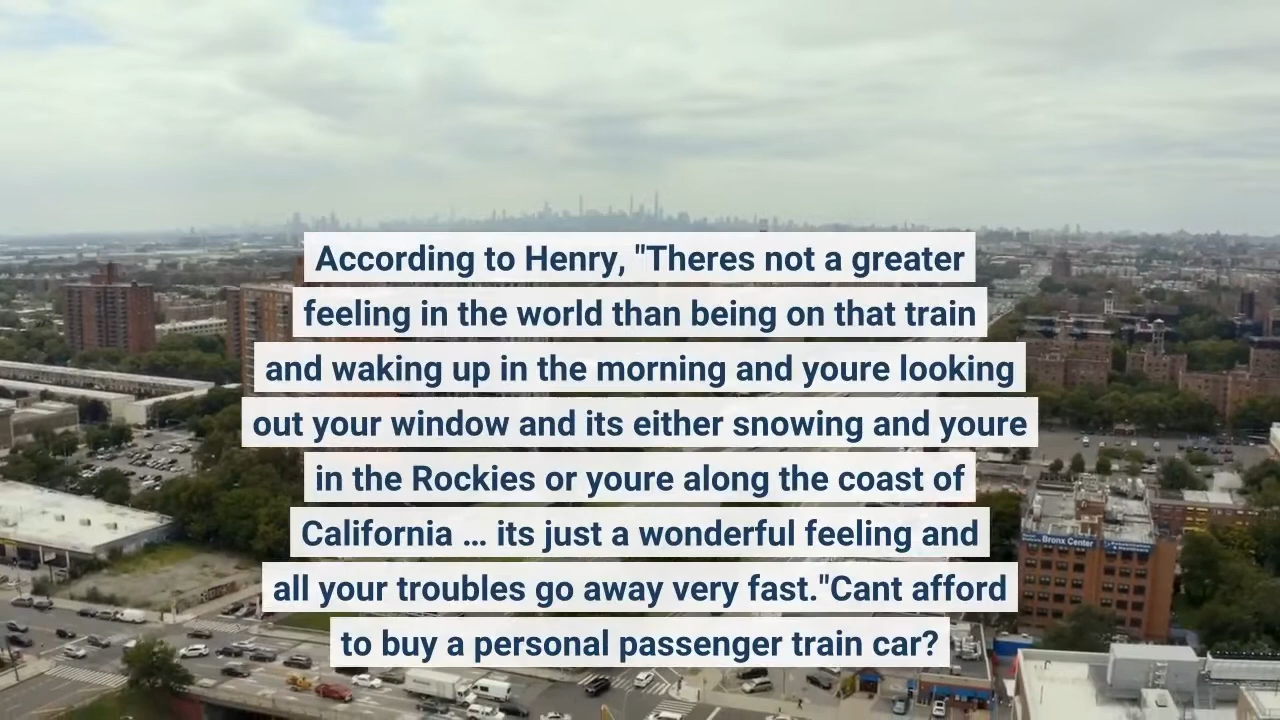 According to Henry, "Theres not a greater
feeling in the world than being on that train
and waking up in the morning and youre looking
out your window and its either snowing and youre
in the Rockies or youre along the coast of
California ... its just a wonderful feeling and
all your troubles go away very fast."Cant afford
to buy a personal passenger train car?
Bronx Center